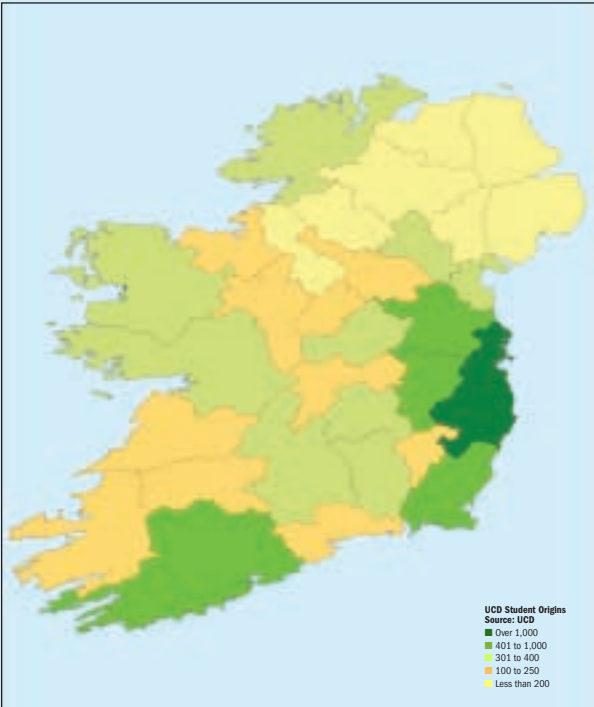 UCD Student Origins
Source: UCD
Over 1,000
401 to 1,000
301 to 400
100 to 250
Less than 200